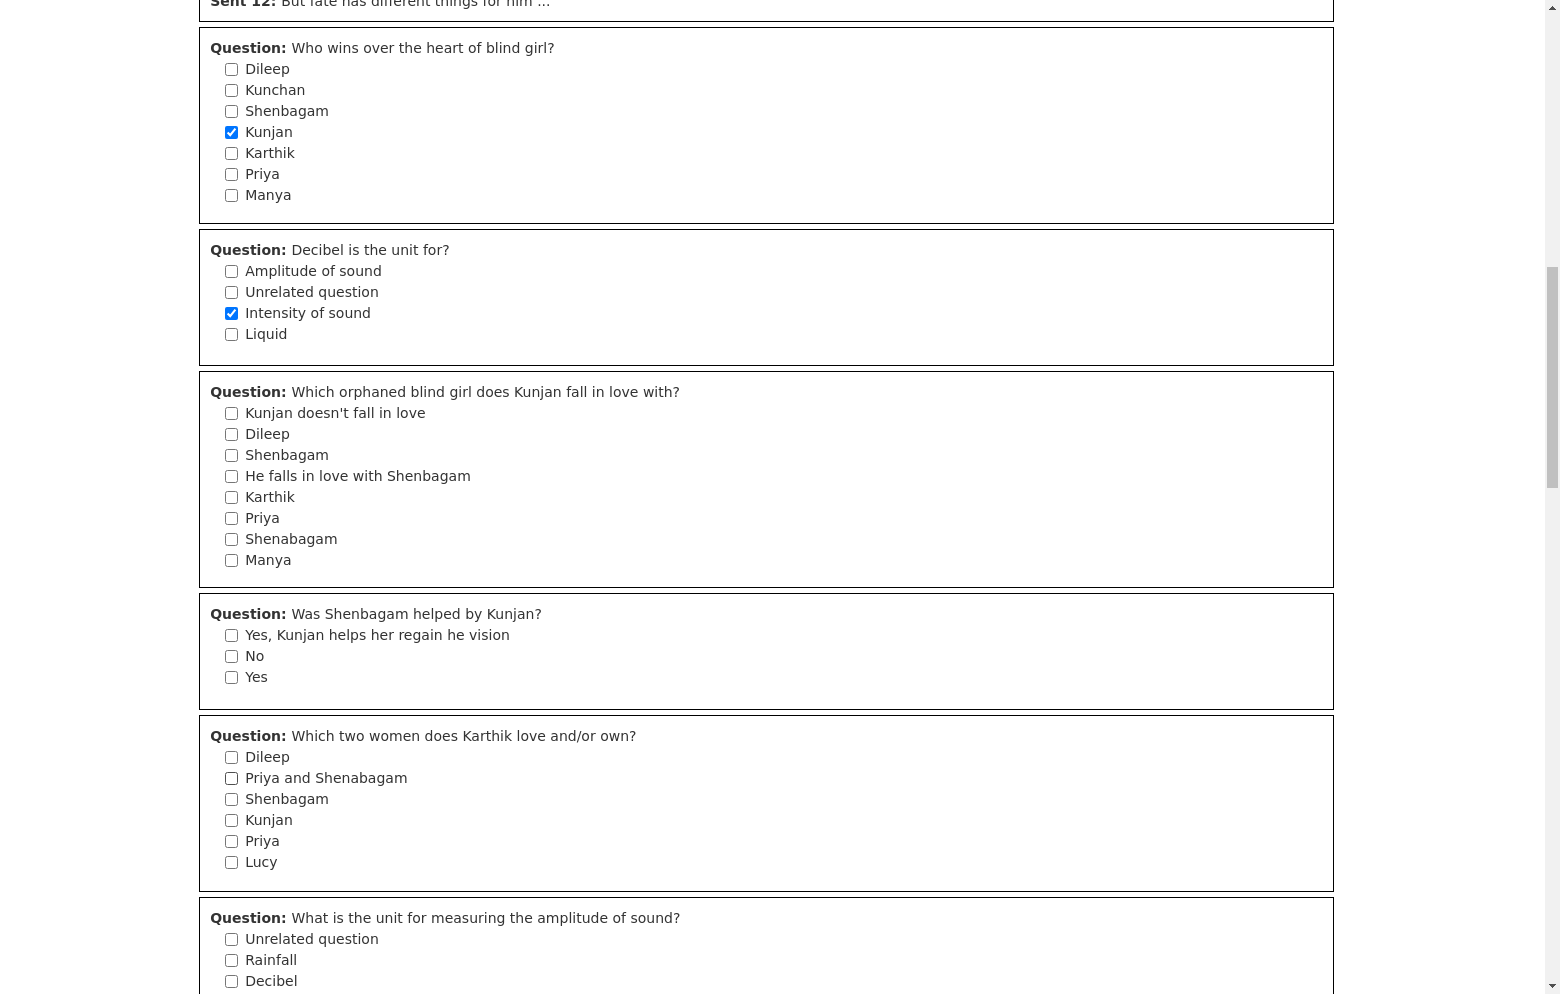 Sent 12: But fate has different things for him ...
Question: Who wins over the heart of blind girl?
Dileep
Kunchan
Shenbagam
Kunjan
Karthik
Priya
Manya
Question: Decibel is the unit for?
Amplitude of sound
Unrelated question
Intensity of sound
Liquid
Question: Which orphaned blind girl does Kunjan fall in love with?
Kunjan doesn't fall in love
Dileep
Shenbagam
He falls in love with Shenbagam
Karthik
Priya
Shenabagam
Manya
Question: Was Shenbagam helped by Kunjan?
Yes, Kunjan helps her regain he vision
No
Yes
Question: Which two women does Karthik love and/or own?
Dileep
Priya and Shenabagam
Shenbagam
Kunjan
Priya
Lucy
Question: What is the unit for measuring the amplitude of sound?
Unrelated question
Rainfall
Decibel